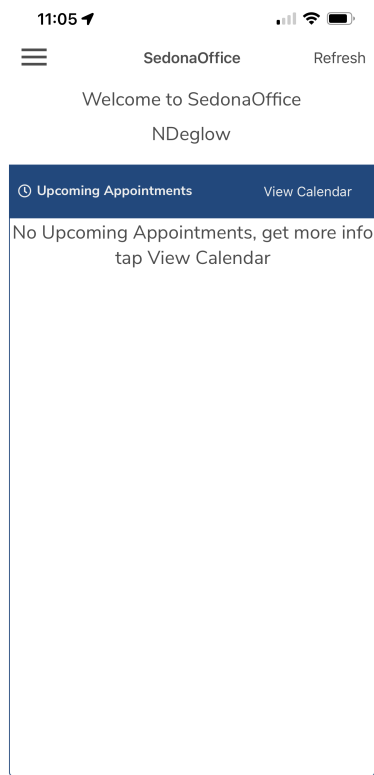 11:05
SedonaOffice Refresh
Welcome to SedonaOffice
NDeglow
Upcoming Appointments View Calendar
No Upcoming Appointments, get more info
tap View Calendar